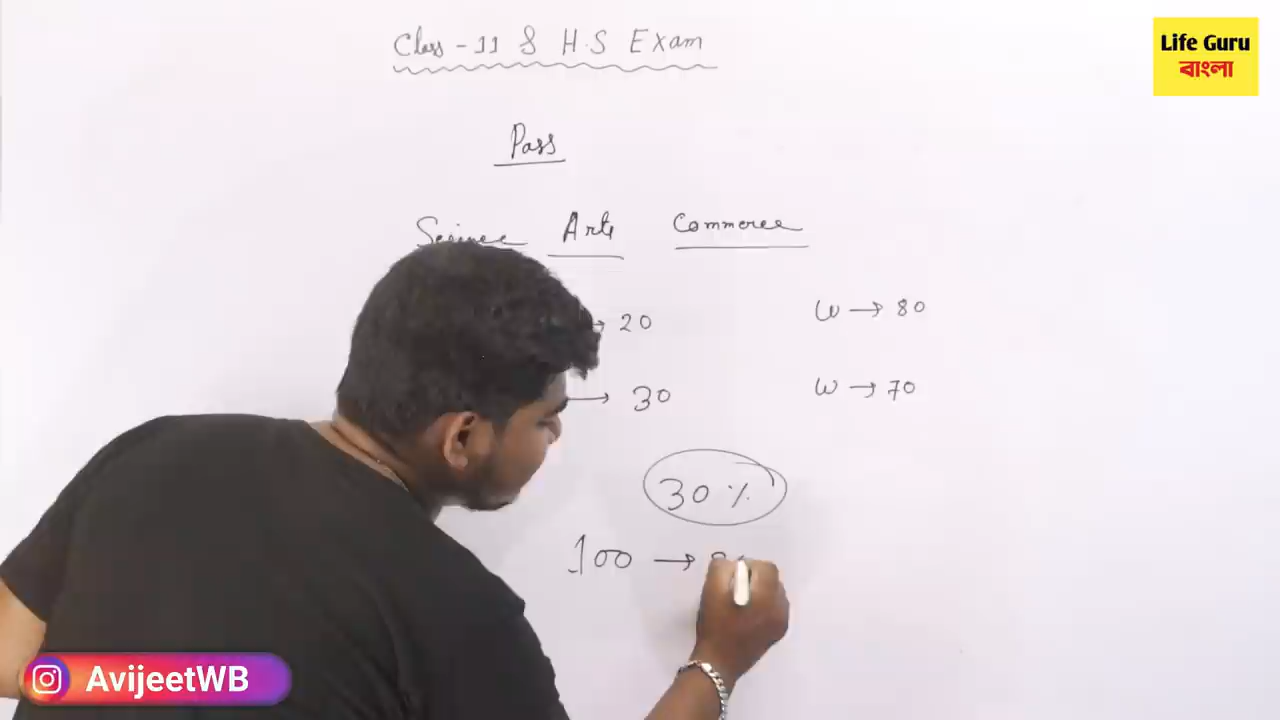 Class - 11 & H.S Exam
Life Guru
বাংলা
Pass
Science Arts Commerce
→ 20 W → 80
→ 30 W → 70
30 %
100 →
AvijeetWB